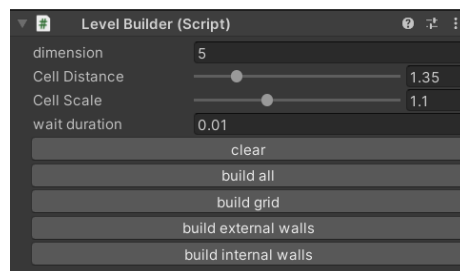 # Level Builder (Script)
dimension 5
Cell Distance 1.35
Cell Scale 1.1
wait duration 0.01
clear
build all
build grid
build external walls
build internal walls